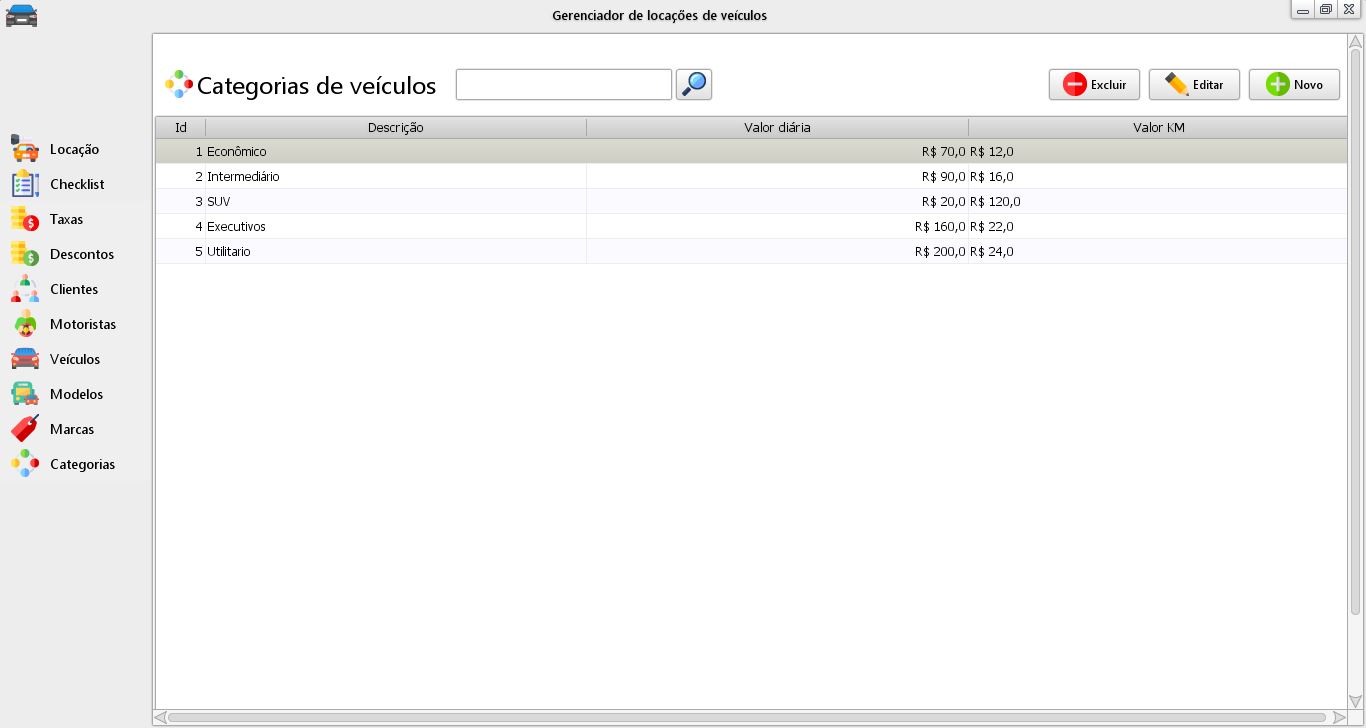 Gerenciador de locações de veículos
Categorias de veículos
Excluir
Editar
Novo
Locação
Checklist
Taxas
Descontos
Clientes
Motoristas
Veículos
Modelos
Marcas
Categorias
Id Descrição Valor diária Valor KM
1 Econômico R$ 70,0 R$ 12,0
2 Intermediário R$ 90,0 R$ 16,0
3 SUV R$ 20,0 R$ 120,0
4 Executivos R$ 160,0 R$ 22,0
5 Utilitario R$ 200,0 R$ 24,0